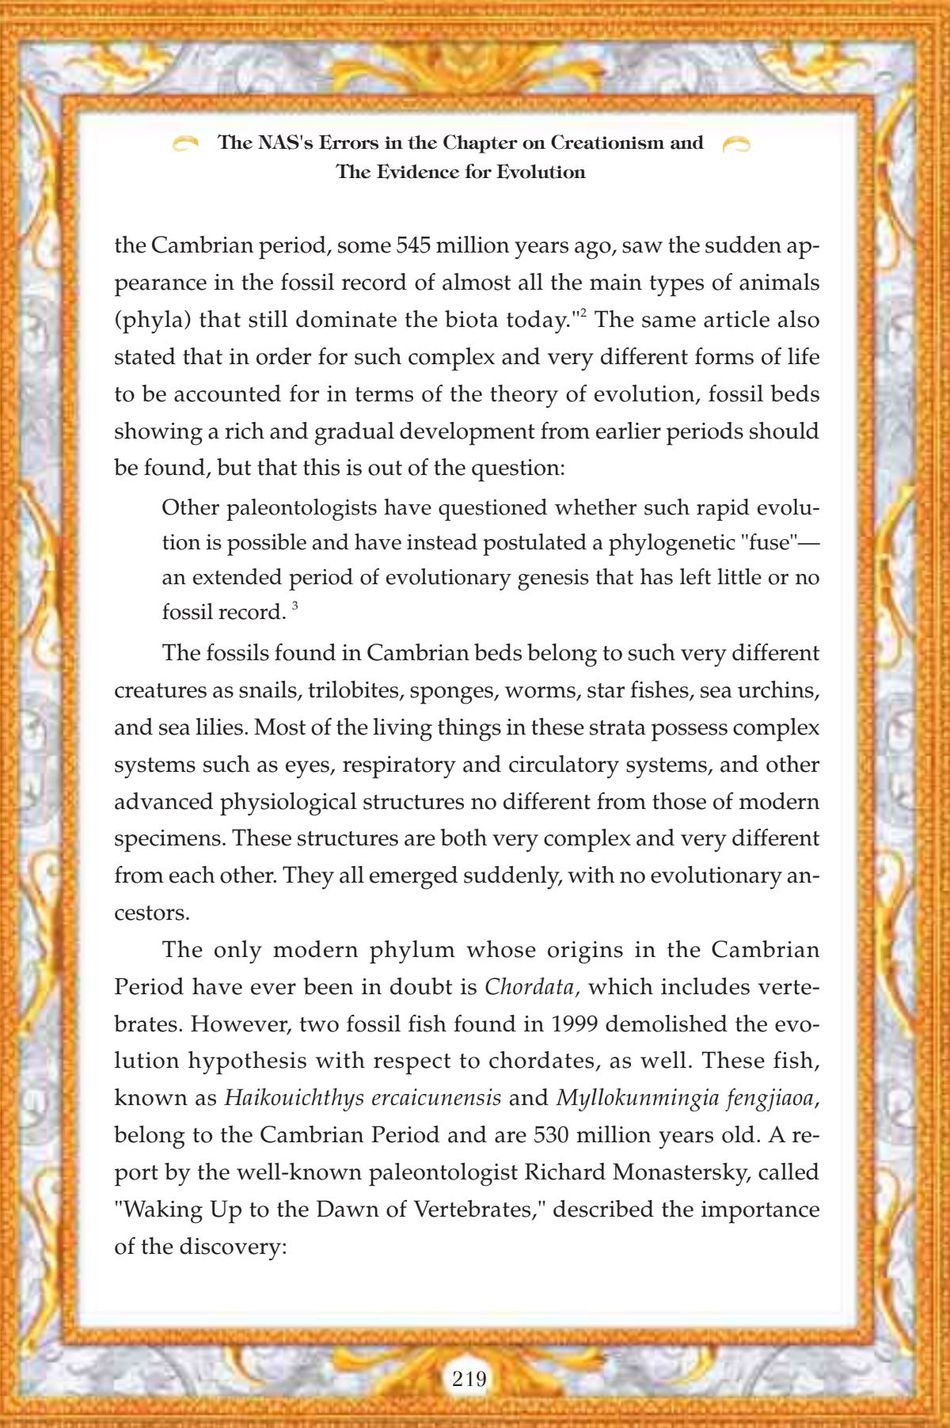 The NAS's Errors in the Chapter on Creationism and
The Evidence for Evolution
the Cambrian period, some 545 million years ago, saw the sudden ap-
pearance in the fossil record of almost all the main types of animals
(phyla) that still dominate the biota today."2 The same article also
stated that in order for such complex and very different forms of life
to be accounted for in terms of the theory of evolution, fossil beds
showing a rich and gradual development from earlier periods should
be found, but that this is out of the question:
Other paleontologists have questioned whether such rapid evolu-
tion is possible and have instead postulated a phylogenetic "fuse"—
an extended period of evolutionary genesis that has left little or no
fossil record. 3
The fossils found in Cambrian beds belong to such very different
creatures as snails, trilobites, sponges, worms, star fishes, sea urchins,
and sea lilies. Most of the living things in these strata possess complex
systems such as eyes, respiratory and circulatory systems, and other
advanced physiological structures no different from those of modern
specimens. These structures are both very complex and very different
from each other. They all emerged suddenly, with no evolutionary an-
cestors.
The only modern phylum whose origins in the Cambrian
Period have ever been in doubt is Chordata, which includes verte-
brates. However, two fossil fish found in 1999 demolished the evo-
lution hypothesis with respect to chordates, as well. These fish,
known as Haikouichthys ercaicunensis and Myllokunmingia fengjiaoa,
belong to the Cambrian Period and are 530 million years old. A re-
port by the well-known paleontologist Richard Monastersky, called
"Waking Up to the Dawn of Vertebrates," described the importance
of the discovery:
219